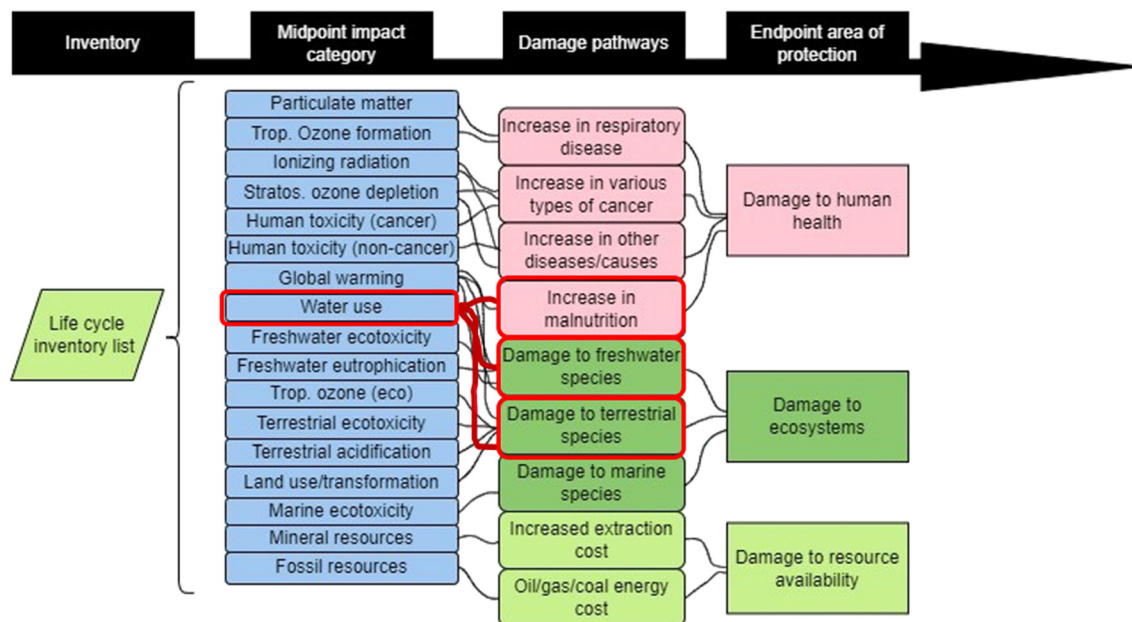 Inventory
Midpoint impact
category
Damage pathways
Endpoint area of
protection
Life cycle
inventory list
Particulate matter
Trop. Ozone formation
Ionizing radiation
Stratos. ozone depletion
Human toxicity (cancer)
Human toxicity (non-cancer)
Global warming
Water use
Freshwater ecotoxicity
Freshwater eutrophication
Trop. ozone (eco)
Terrestrial ecotoxicity
Terrestrial acidification
Land use/transformation
Marine ecotoxicity
Mineral resources
Fossil resources
Increase in respiratory
disease
Increase in various
types of cancer
Increase in other
diseases/causes
Increase in
malnutrition
Damage to freshwater
species
Damage to terrestrial
species
Damage to marine
species
Increased extraction
cost
Oil/gas/coal energy
cost
Damage to human
health
Damage to
ecosystems
Damage to resource
availability